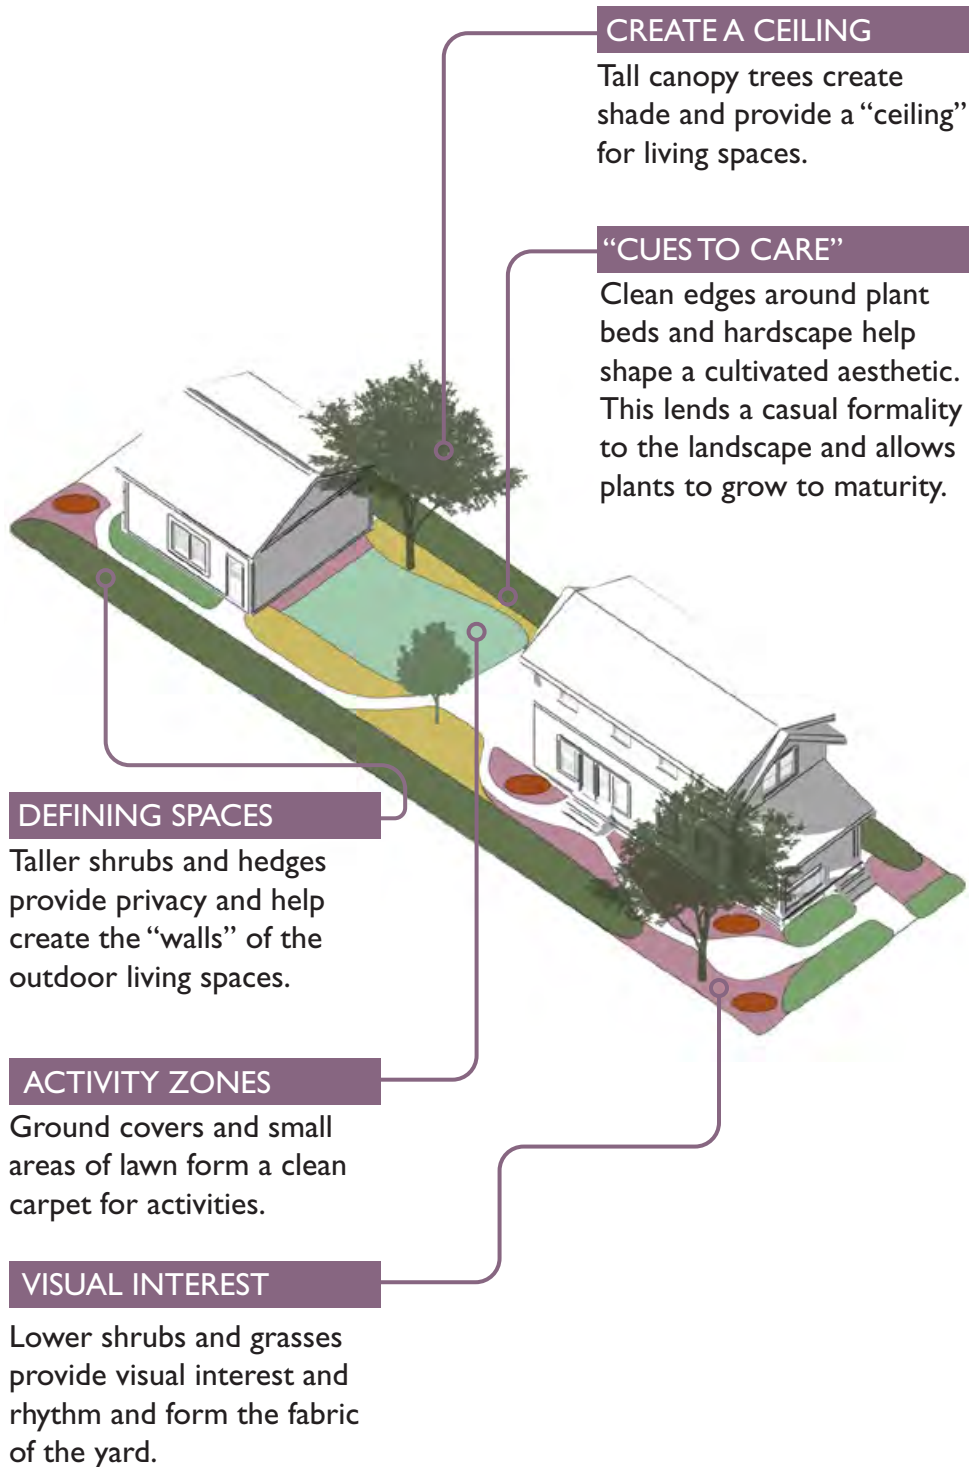 CREATE A CEILING
Tall canopy trees create
shade and provide a “ceiling”
for living spaces.
“CUES TO CARE”
Clean edges around plant
beds and hardscape help
shape a cultivated aesthetic.
This lends a casual formality
to the landscape and allows
plants to grow to maturity.
DEFINING SPACES
Taller shrubs and hedges
provide privacy and help
create the “walls” of the
outdoor living spaces.
ACTIVITY ZONES
Ground covers and small
areas of lawn form a clean
carpet for activities.
VISUAL INTEREST
Lower shrubs and grasses
provide visual interest and
rhythm and form the fabric
of the yard.